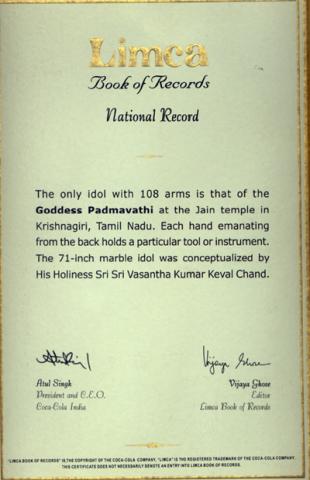 Limca
Book of Records
National Record
The only idol with 108 arms is that of the
Goddess Padmavathi at the Jain temple in
Krishnagiri, Tamil Nadu. Each hand emanating
from the back holds a particular tool or instrument.
The 71-inch marble idol was conceptualized by
His Holiness Sri Sri Vasantha Kumar Keval Chand.
Vijaya Ghose
Atul Singh
President and C.E.O.
Coca-Cola India
Vijaya Ghose
Editor
Limca Book of Records
"LIMCA BOOK OF RECORDS" IS THE COPYRIGHT OF THE COCA-COLA COMPANY. "LIMCA" IS THE REGISTERED TRADEMARK OF THE COCA-COLA COMPANY.
THIS CERTIFICATE DOES NOT NECESSARILY DENOTE AN ENTRY INTO LIMCA BOOK OF RECORDS.